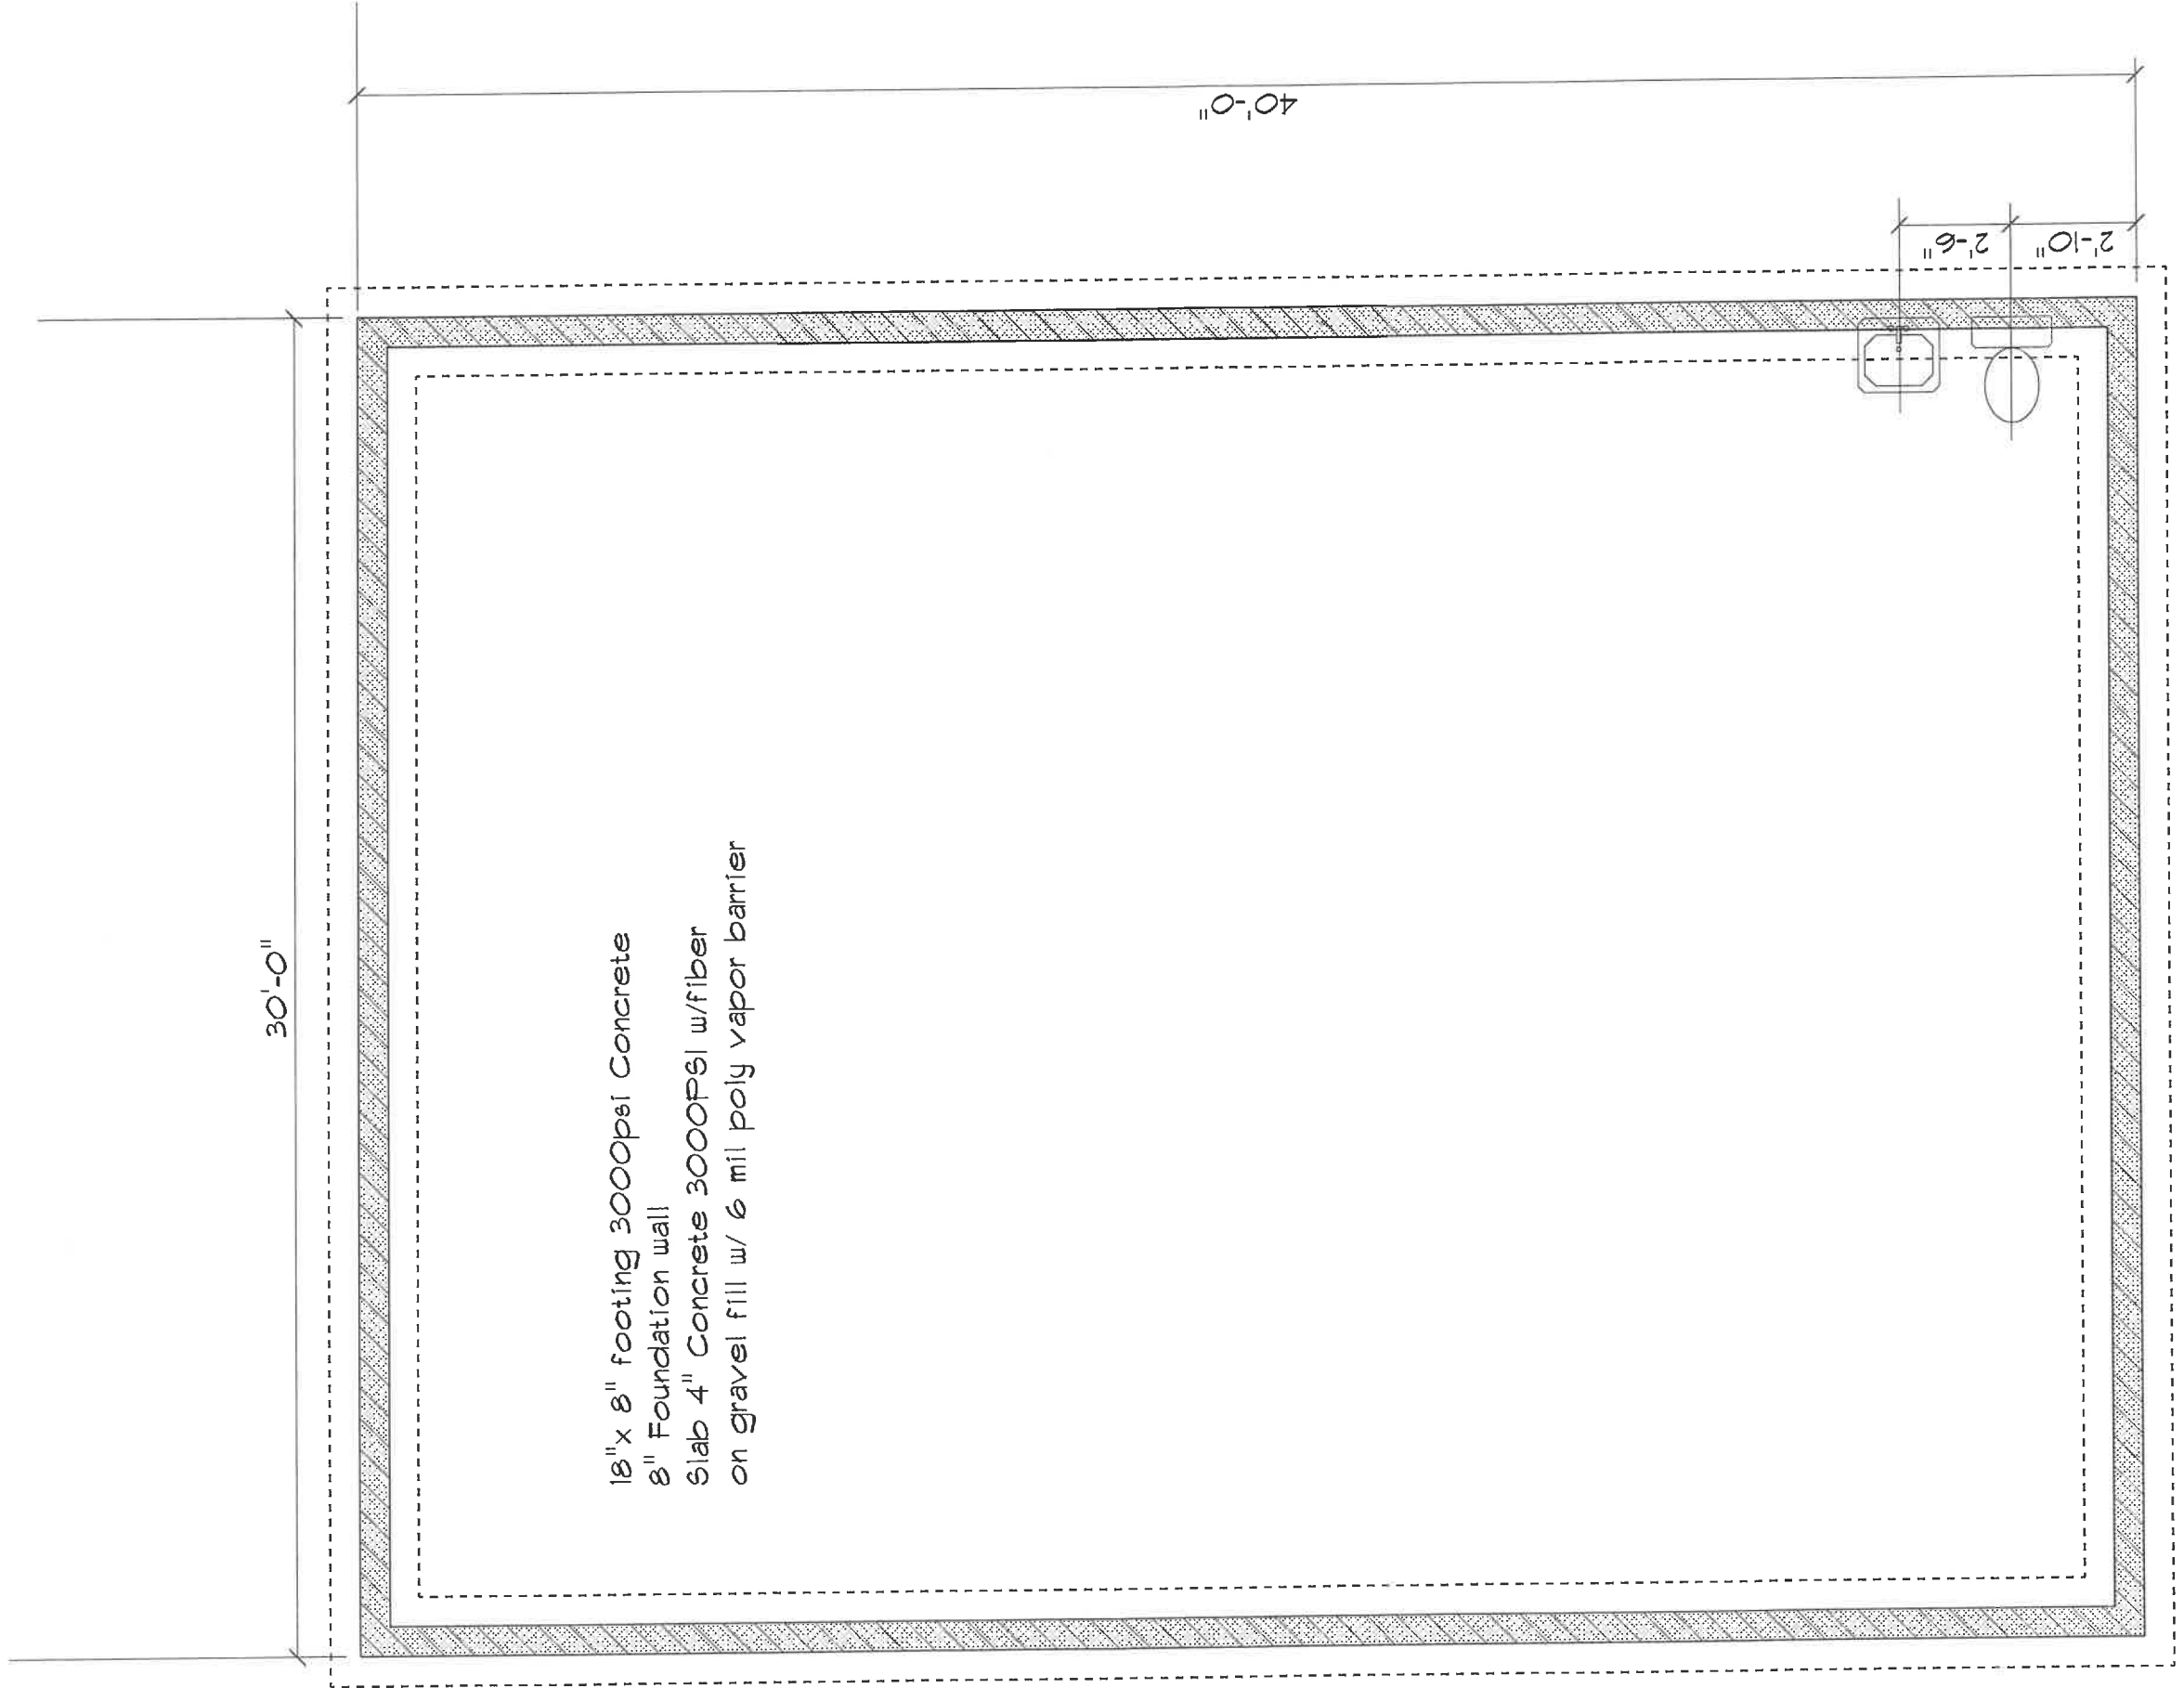 40'-0"
2'-6"
2'-10"
30'-0"
18"x 8" footing 3000psi Concrete
8" Foundation wall
Slab 4" Concrete 3000PSI w/fiber
on gravel fill w/ 6 mil poly vapor barrier